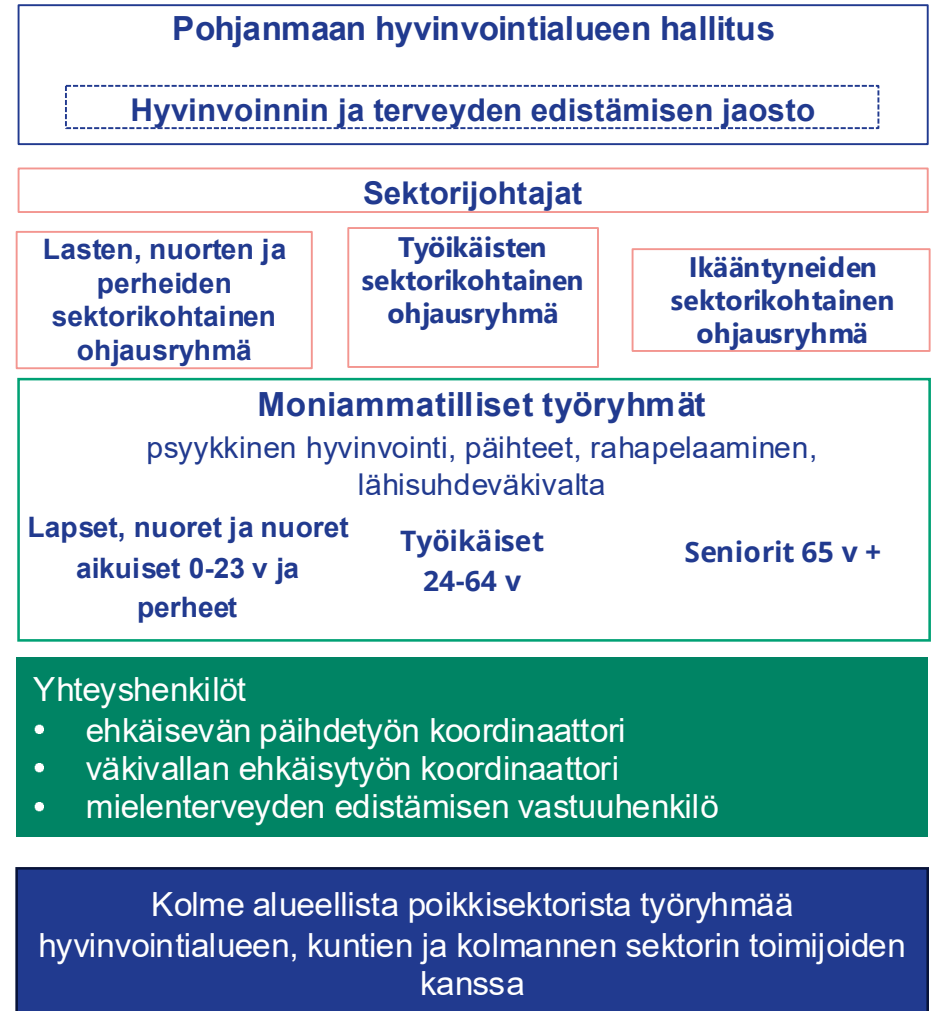 Pohjanmaan hyvinvointialueen hallitus
Hyvinvoinnin ja terveyden edistämisen jaosto
Sektorijohtajat
Lasten, nuorten ja
perheiden
sektorikohtainen
ohjausryhmä
Työikäisten
sektorikohtainen
ohjausryhmä
Ikääntyneiden
sektorikohtainen
ohjausryhmä
Moniammatilliset työryhmät
psyykkinen hyvinvointi, päihteet, rahapelaaminen,
lähisuhdeväkivalta
Lapset, nuoret ja nuoret
aikuiset 0-23 v ja
perheet
Työikäiset
24-64 v
Seniorit 65 v +
Yhteyshenkilöt
• ehkäisevän päihdetyön koordinaattori
• väkivallan ehkäisytyön koordinaattori
• mielenterveyden edistämisen vastuuhenkilö
Kolme alueellista poikkisektorista työryhmää
hyvinvointialueen, kuntien ja kolmannen sektorin toimijoiden
kanssa